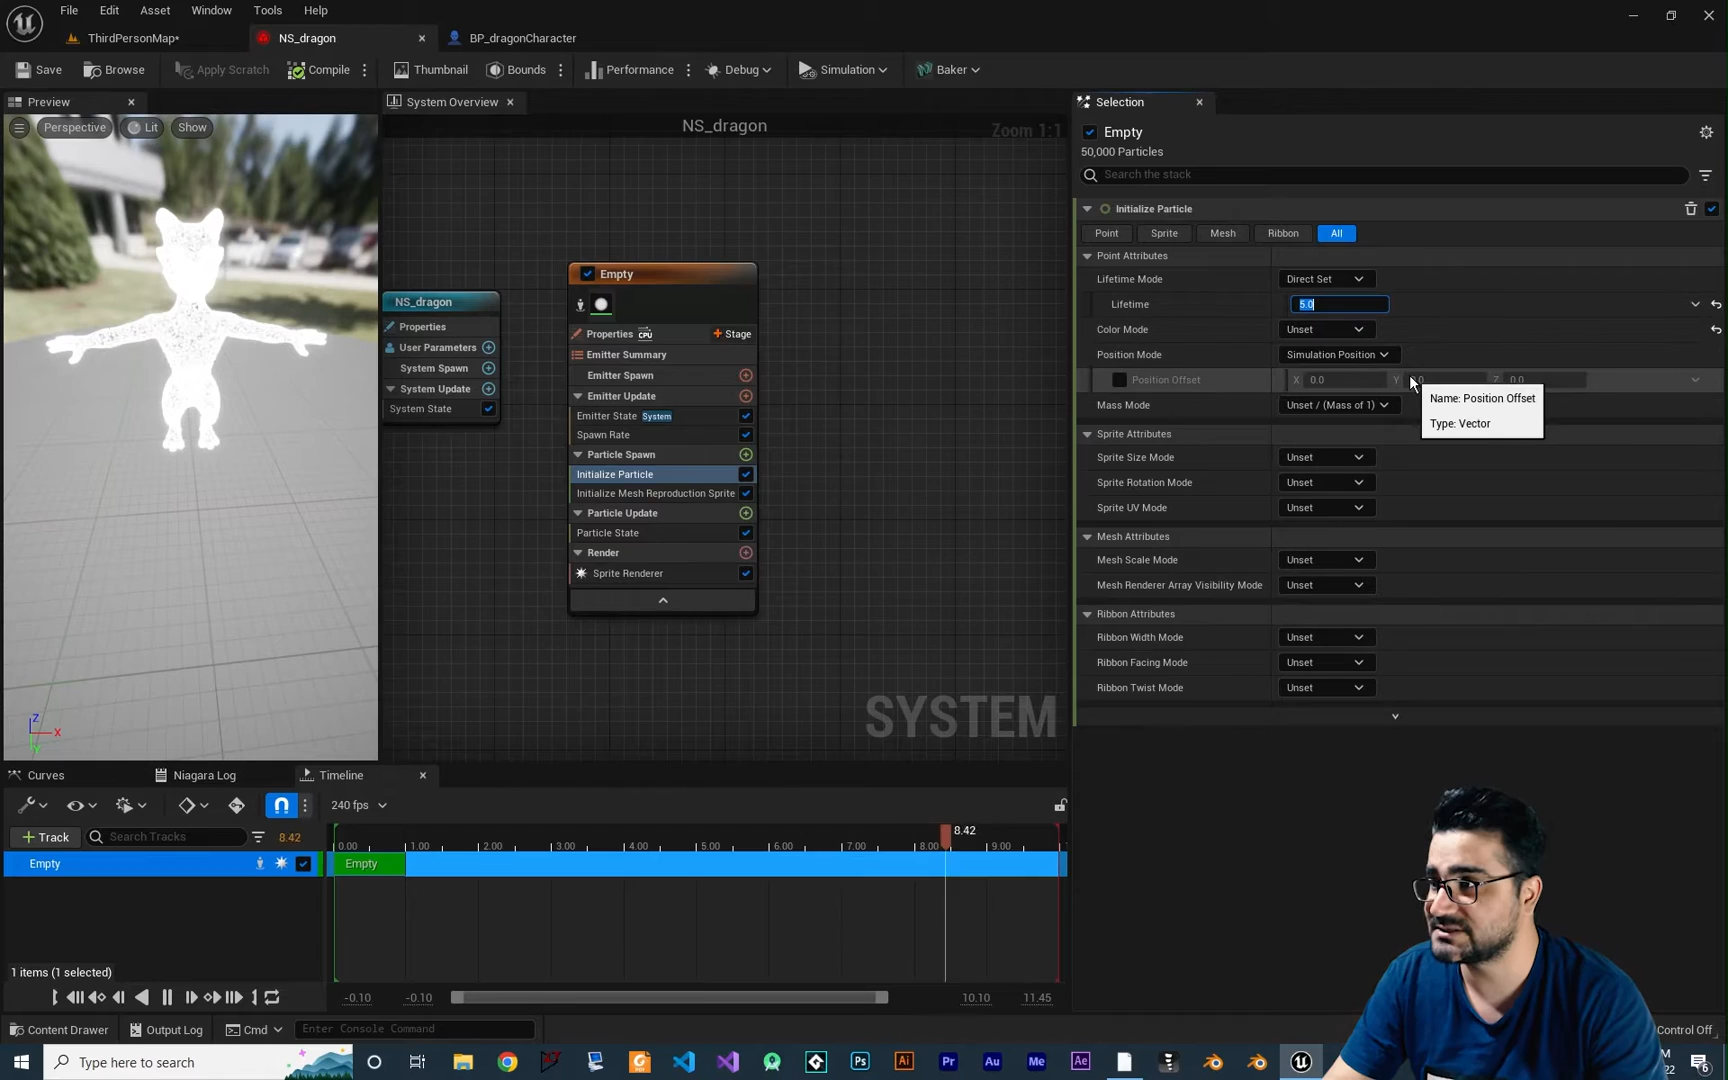 File Edit Asset Window Tools Help
ThirdPersonMap* NS_dragon BP_dragonCharacter
Save Browse Apply Scratch Compile Thumbnail Bounds Performance Debug Simulation Baker
Preview System Overview Selection
Perspective Lit Show
NS_dragon Zoom 1:1
Empty
50,000 Particles
Search the stack
Initialize Particle
Point Sprite Mesh Ribbon All
Point Attributes
Lifetime Mode Direct Set
Lifetime 5.0
Color Mode Unset
Position Mode Simulation Position
Position Offset X 0.0 Y Z 0.0
Name: Position Offset
Type: Vector
Mass Mode Unset / (Mass of 1)
Sprite Attributes
Sprite Size Mode Unset
Sprite Rotation Mode Unset
Sprite UV Mode Unset
Mesh Attributes
Mesh Scale Mode Unset
Mesh Renderer Array Visibility Mode Unset
Ribbon Attributes
Ribbon Width Mode Unset
Ribbon Facing Mode Unset
Ribbon Twist Mode Unset
NS_dragon
Properties
User Parameters
System Spawn
System Update
System State
Empty
Properties CPU Stage
Emitter Summary
Emitter Spawn
Emitter Update
Emitter State System
Spawn Rate
Particle Spawn
Initialize Particle
Initialize Mesh Reproduction Sprite
Particle Update
Particle State
Render
Sprite Renderer
SYSTEM
Z X Y
Curves Niagara Log Timeline
240 fps
Track Search Tracks 8.42
8.42
0.00 1.00 2.00 3.00 4.00 5.00 6.00 7.00 8.00 9.00
Empty Empty
1 items (1 selected)
-0.10 -0.10 10.10 11.45
Content Drawer Output Log Cmd Enter Console Command Control Off
Type here to search Ps Ai Pr Au Me Ae
M
22 6